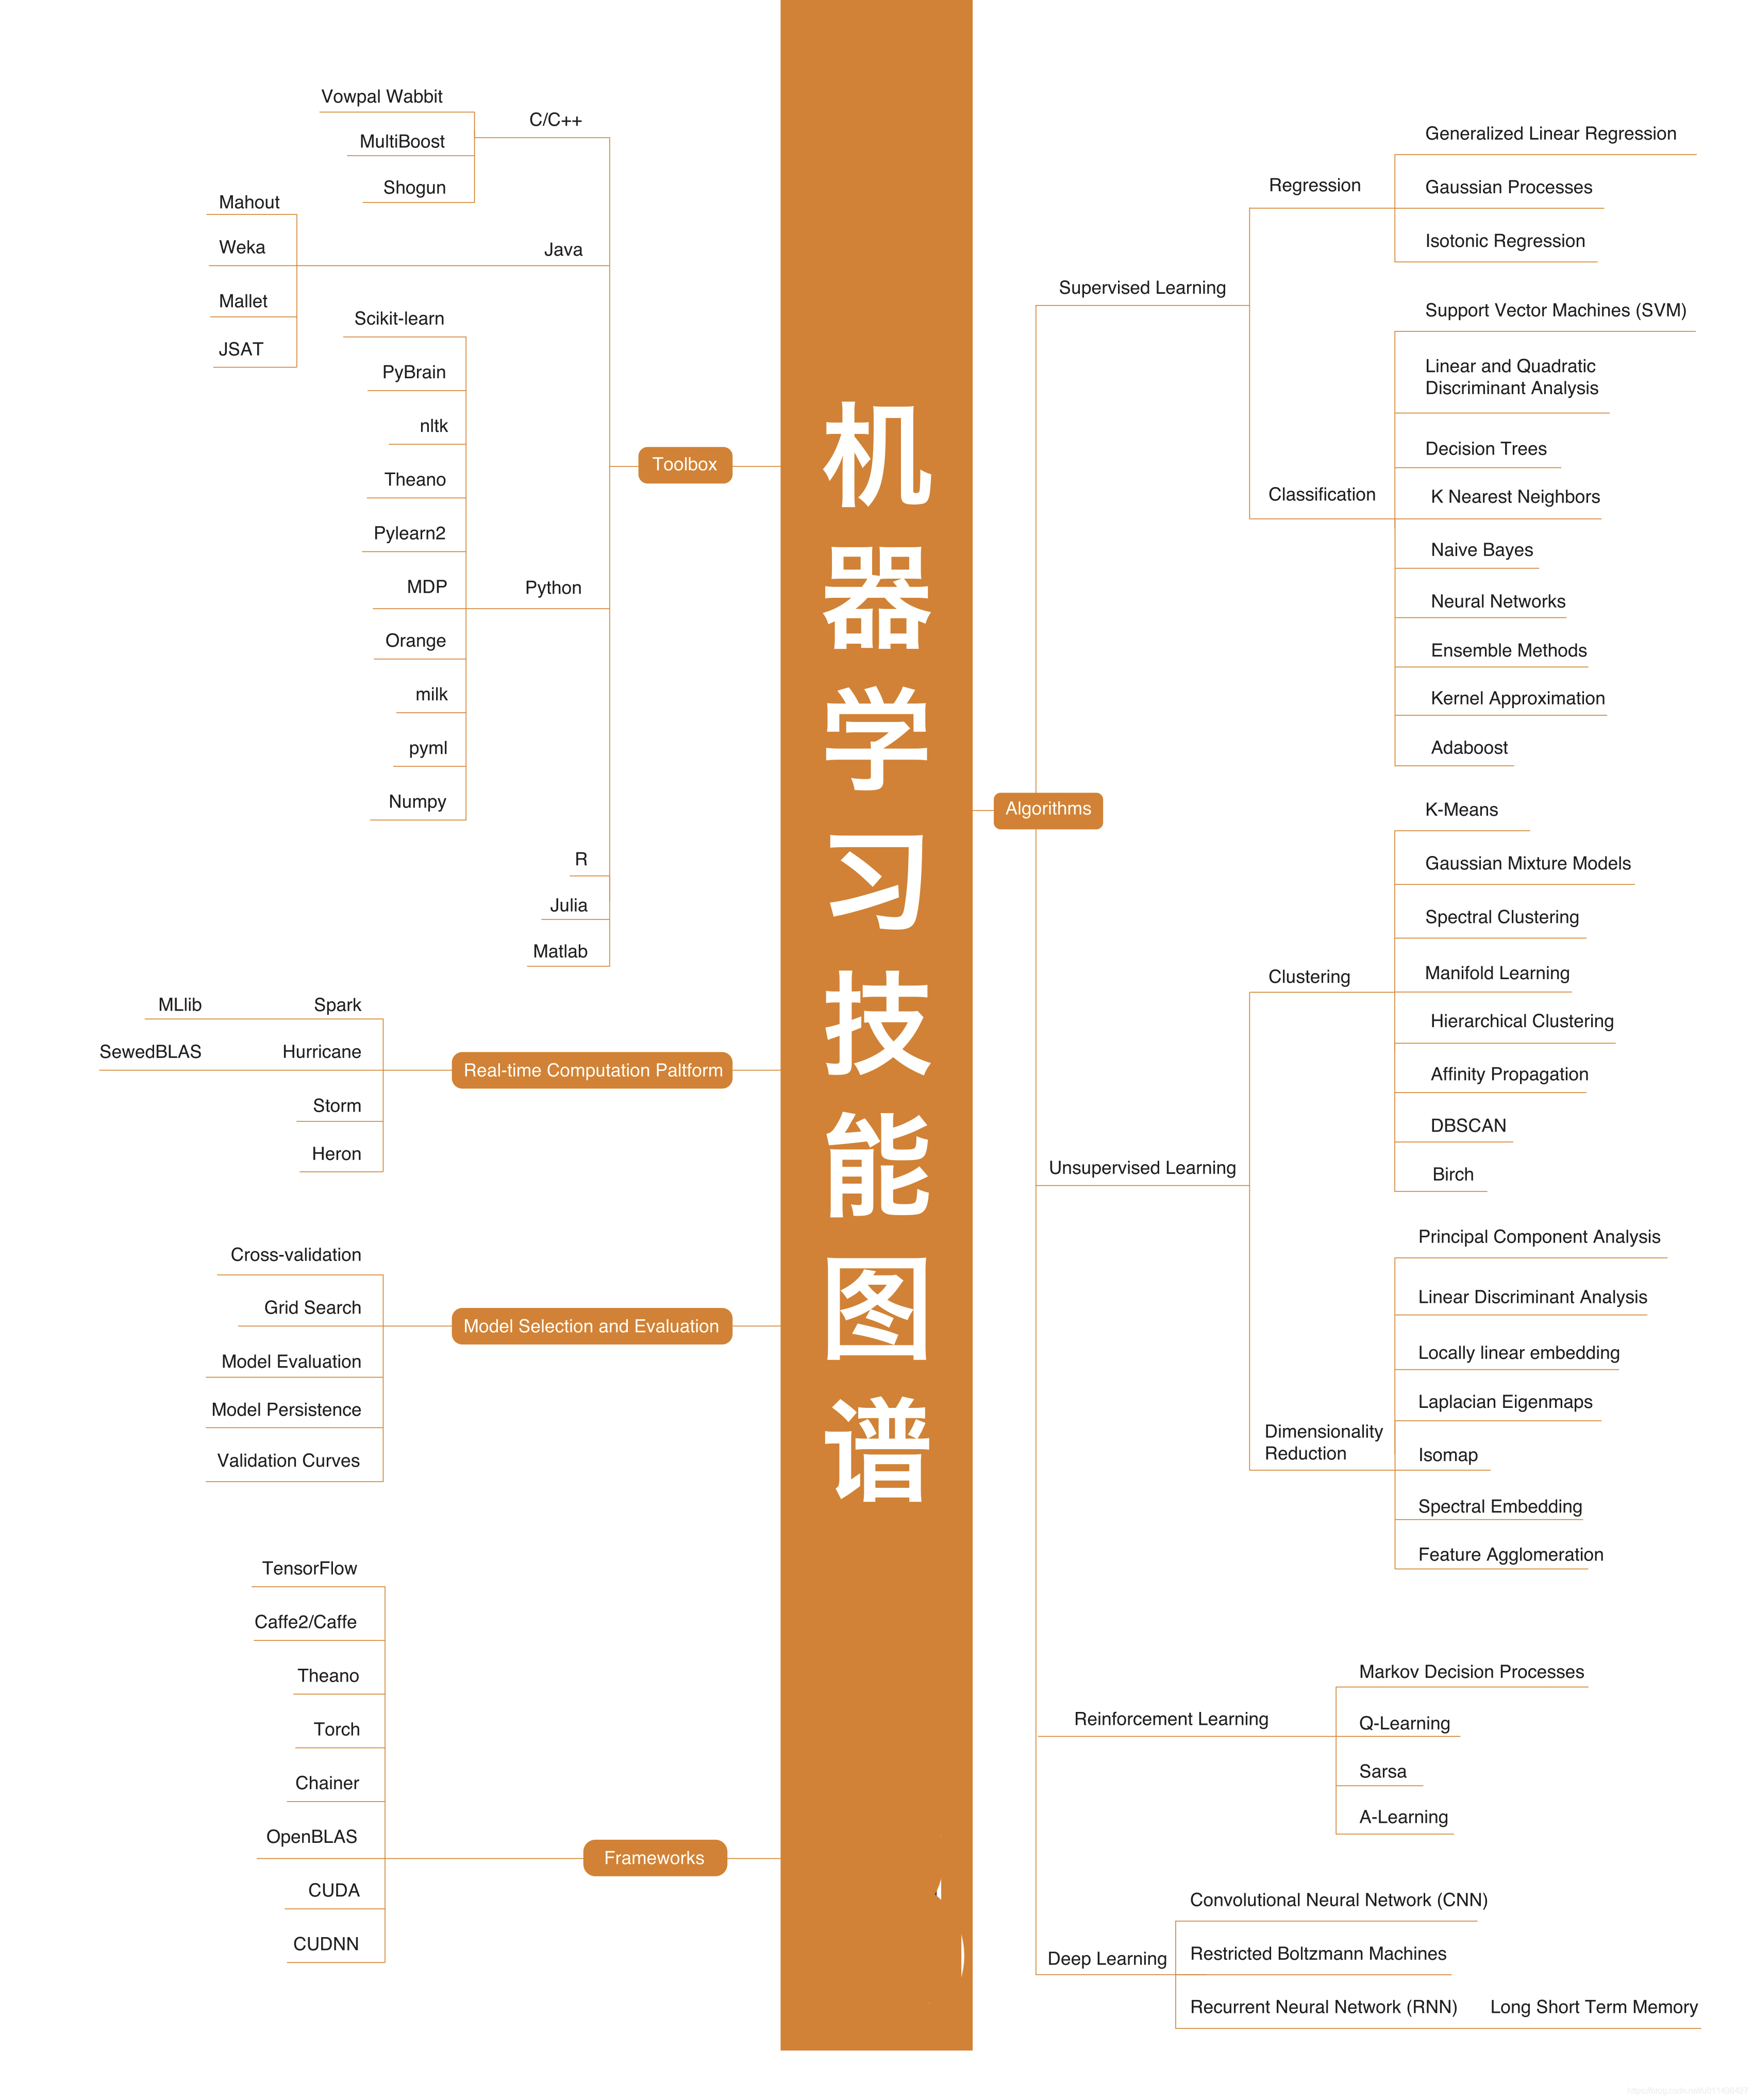 机器学习技能图谱
Toolbox
C/C++
Vowpal Wabbit
MultiBoost
Shogun
Java
Mahout
Weka
Mallet
JSAT
Python
Scikit-learn
PyBrain
nltk
Theano
Pylearn2
MDP
Orange
milk
pyml
Numpy
R
Julia
Matlab
Real-time Computation Paltform
Spark
MLlib
Hurricane
SewedBLAS
Storm
Heron
Model Selection and Evaluation
Cross-validation
Grid Search
Model Evaluation
Model Persistence
Validation Curves
Frameworks
TensorFlow
Caffe2/Caffe
Theano
Torch
Chainer
OpenBLAS
CUDA
CUDNN
Algorithms
Supervised Learning
Regression
Generalized Linear Regression
Gaussian Processes
Isotonic Regression
Classification
Support Vector Machines (SVM)
Linear and Quadratic
Discriminant Analysis
Decision Trees
K Nearest Neighbors
Naive Bayes
Neural Networks
Ensemble Methods
Kernel Approximation
Adaboost
Unsupervised Learning
Clustering
K-Means
Gaussian Mixture Models
Spectral Clustering
Manifold Learning
Hierarchical Clustering
Affinity Propagation
DBSCAN
Birch
Dimensionality
Reduction
Principal Component Analysis
Linear Discriminant Analysis
Locally linear embedding
Laplacian Eigenmaps
Isomap
Spectral Embedding
Feature Agglomeration
Reinforcement Learning
Markov Decision Processes
Q-Learning
Sarsa
A-Learning
Deep Learning
Convolutional Neural Network (CNN)
Restricted Boltzmann Machines
Recurrent Neural Network (RNN)
Long Short Term Memory